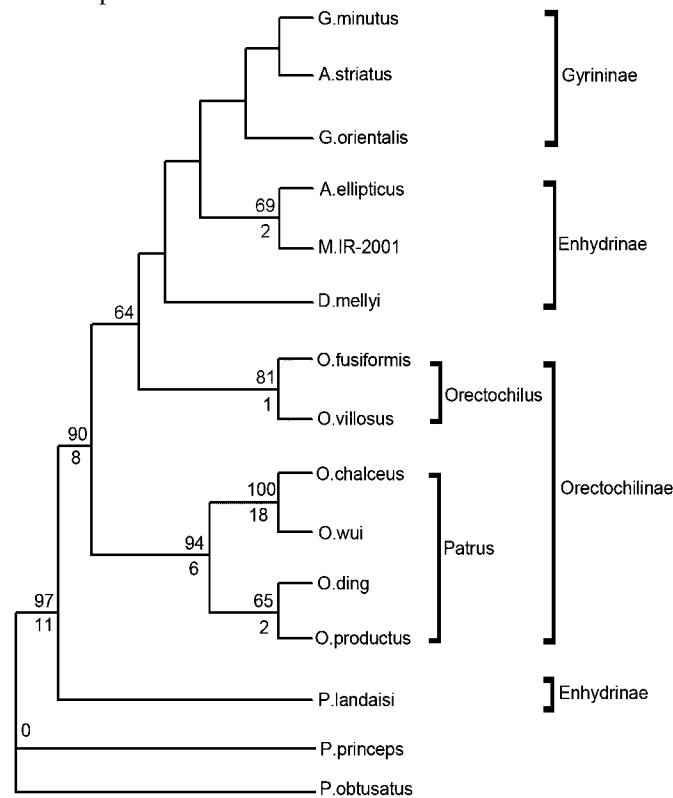 G.minutus
A.striatus
Gyrininae
G.orientalis
A.ellipticus
69
2
M.IR-2001
Enhydrinae
D.mellyi
64
O.fusiformis
81
1
Orectochilus
O.villosus
90
8
O.chalceus
100
18
Orectochilinae
O.wui
94
6
Patrus
O.ding
65
2
97
11
O.productus
P.landaisi
Enhydrinae
0
P.princeps
P.obtusatus